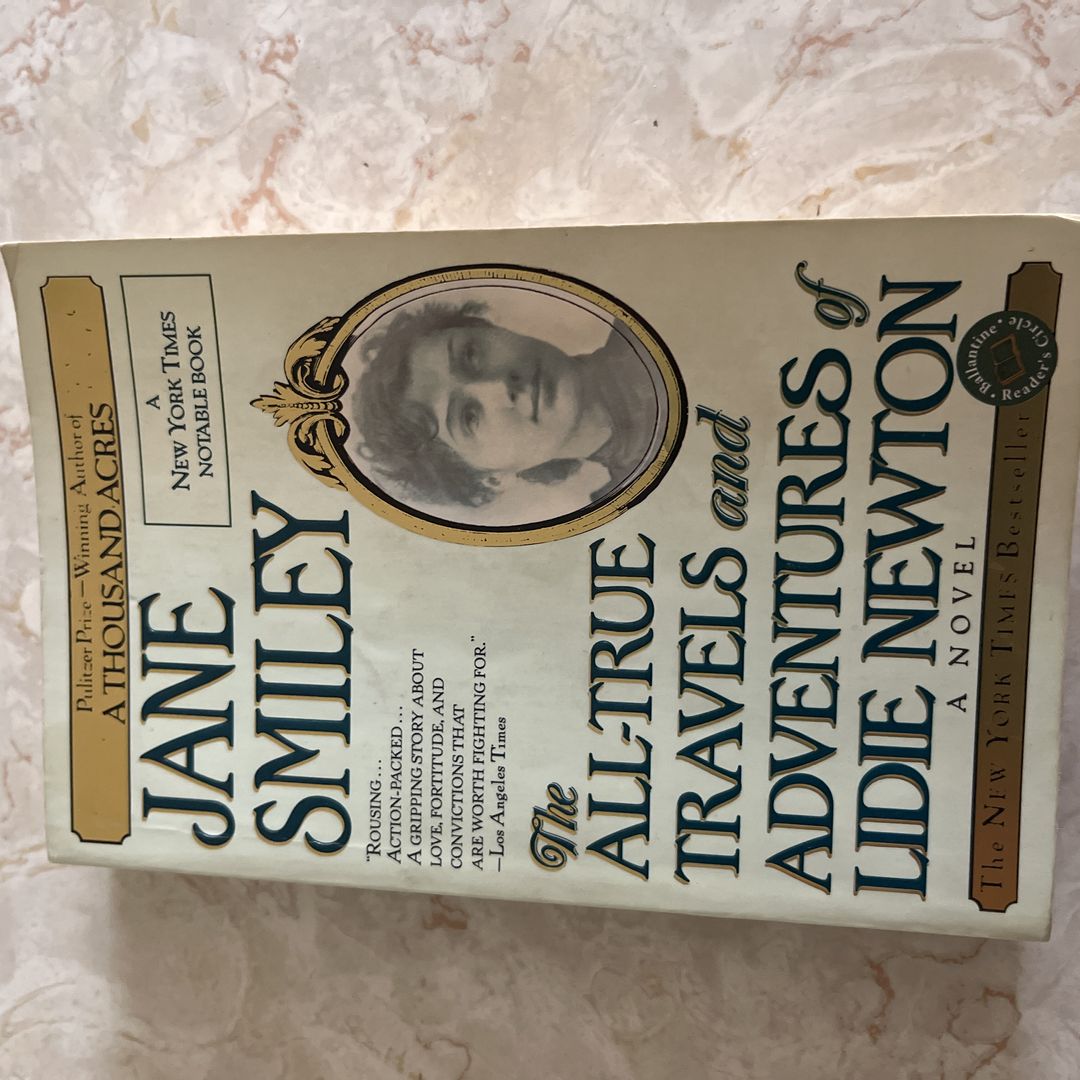 Pulitzer Prize–Winning Author of
A THOUSAND ACRES
A
NEW YORK TIMES
NOTABLE BOOK
JANE
SMILEY
"ROUSING...
ACTION-PACKED...
A GRIPPING STORY ABOUT
LOVE, FORTITUDE, AND
CONVICTIONS THAT
ARE WORTH FIGHTING FOR."
—Los Angeles Times
The
ALL-TRUE
TRAVELS and
ADVENTURES of
LIDIE NEWTON
A NOVEL
The NEW YORK TIMES Bestseller
Ballantine • Reader's Circle •